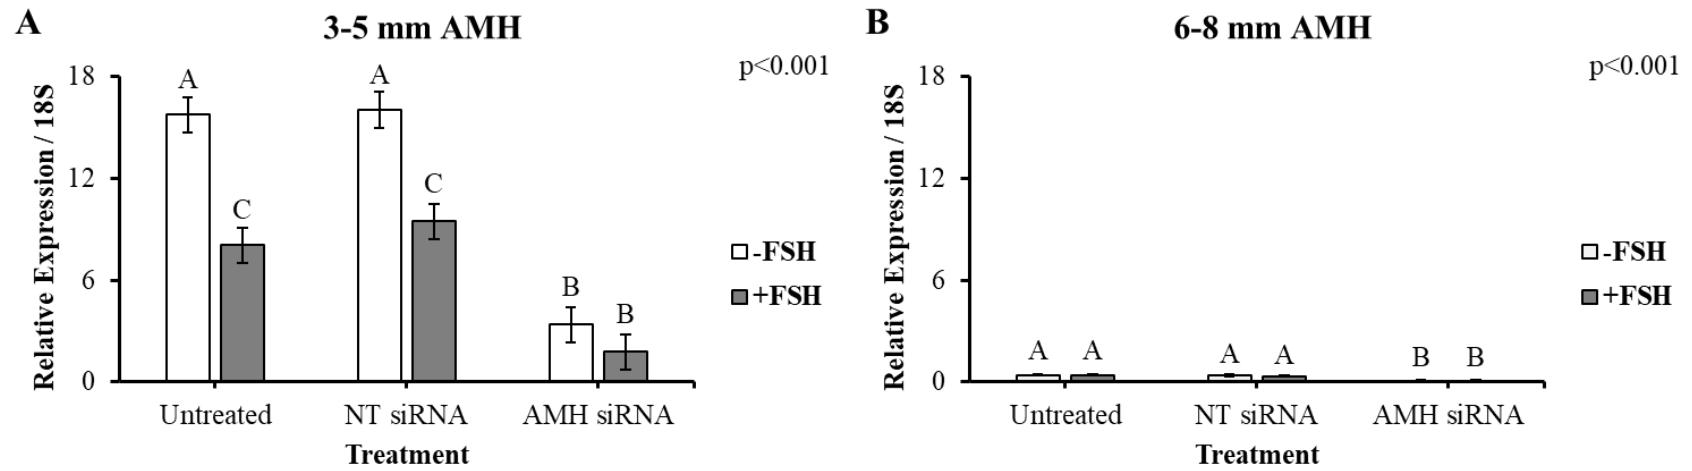 A
3-5 mm AMH
p<0.001
Relative Expression / 18S
18
12
6
0
A
C
A
C
B
B
-FSH
+FSH
Untreated
NT siRNA
AMH siRNA
Treatment
B
6-8 mm AMH
p<0.001
Relative Expression / 18S
18
12
6
0
A
A
A
A
B
B
-FSH
+FSH
Untreated
NT siRNA
AMH siRNA
Treatment